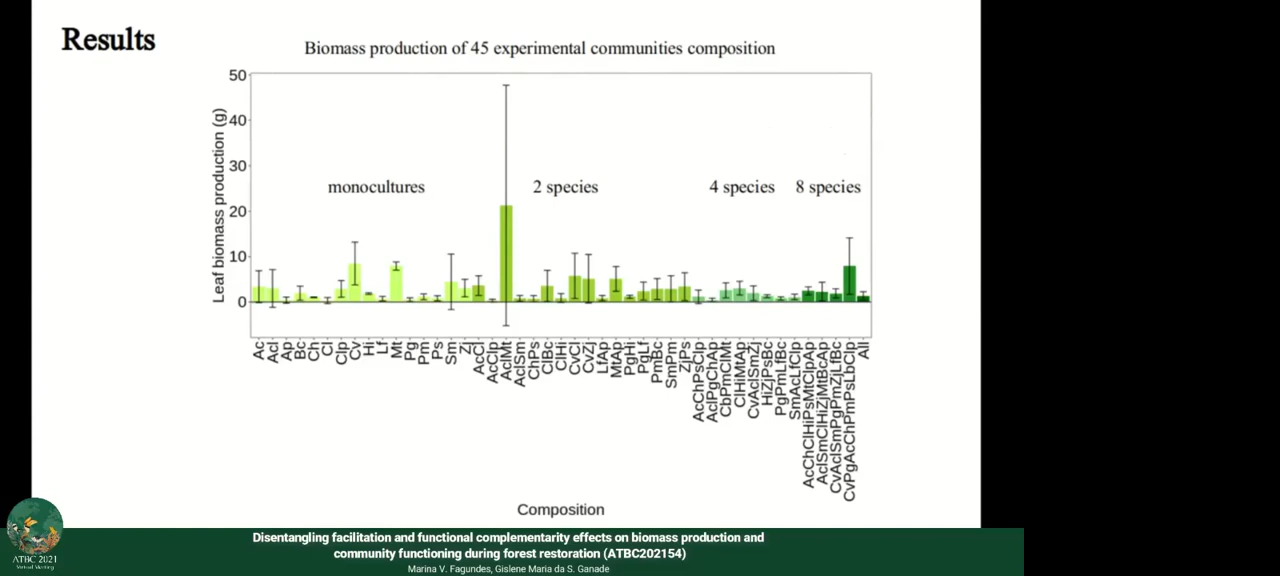 Results
Biomass production of 45 experimental communities composition
Leaf biomass production (g)
50
40
30
20
10
0
monocultures
2 species
4 species
8 species
Ac
Acl
Ap
Bc
Ch
Cl
Clp
Cv
Hi
Lf
Mt
Pg
Pm
Ps
Sm
Zj
AcCl
AcClp
AclMt
AclSm
ChPs
ClBc
ClHi
CvCl
CvZj
LfAp
MtAp
PgHi
PgLf
PmBc
SmPm
ZjPs
AcChPsClp
AclPgChAp
CbPmClMt
ClHiMtAp
CvAclSmZj
HiZjPsBc
PgPmLfBc
SmAcLfClp
AcChClHiPsMtClpAp
AclSmClHiZjMtBcAp
CvAclSmPgPmZjLfBc
CvPgAcChPmPsLbClp
All
Composition
ATBC 2021
Virtual Meeting
Disentangling facilitation and functional complementarity effects on biomass production and
community functioning during forest restoration (ATBC202154)
Marina V. Fagundes, Gislene Maria da S. Ganade